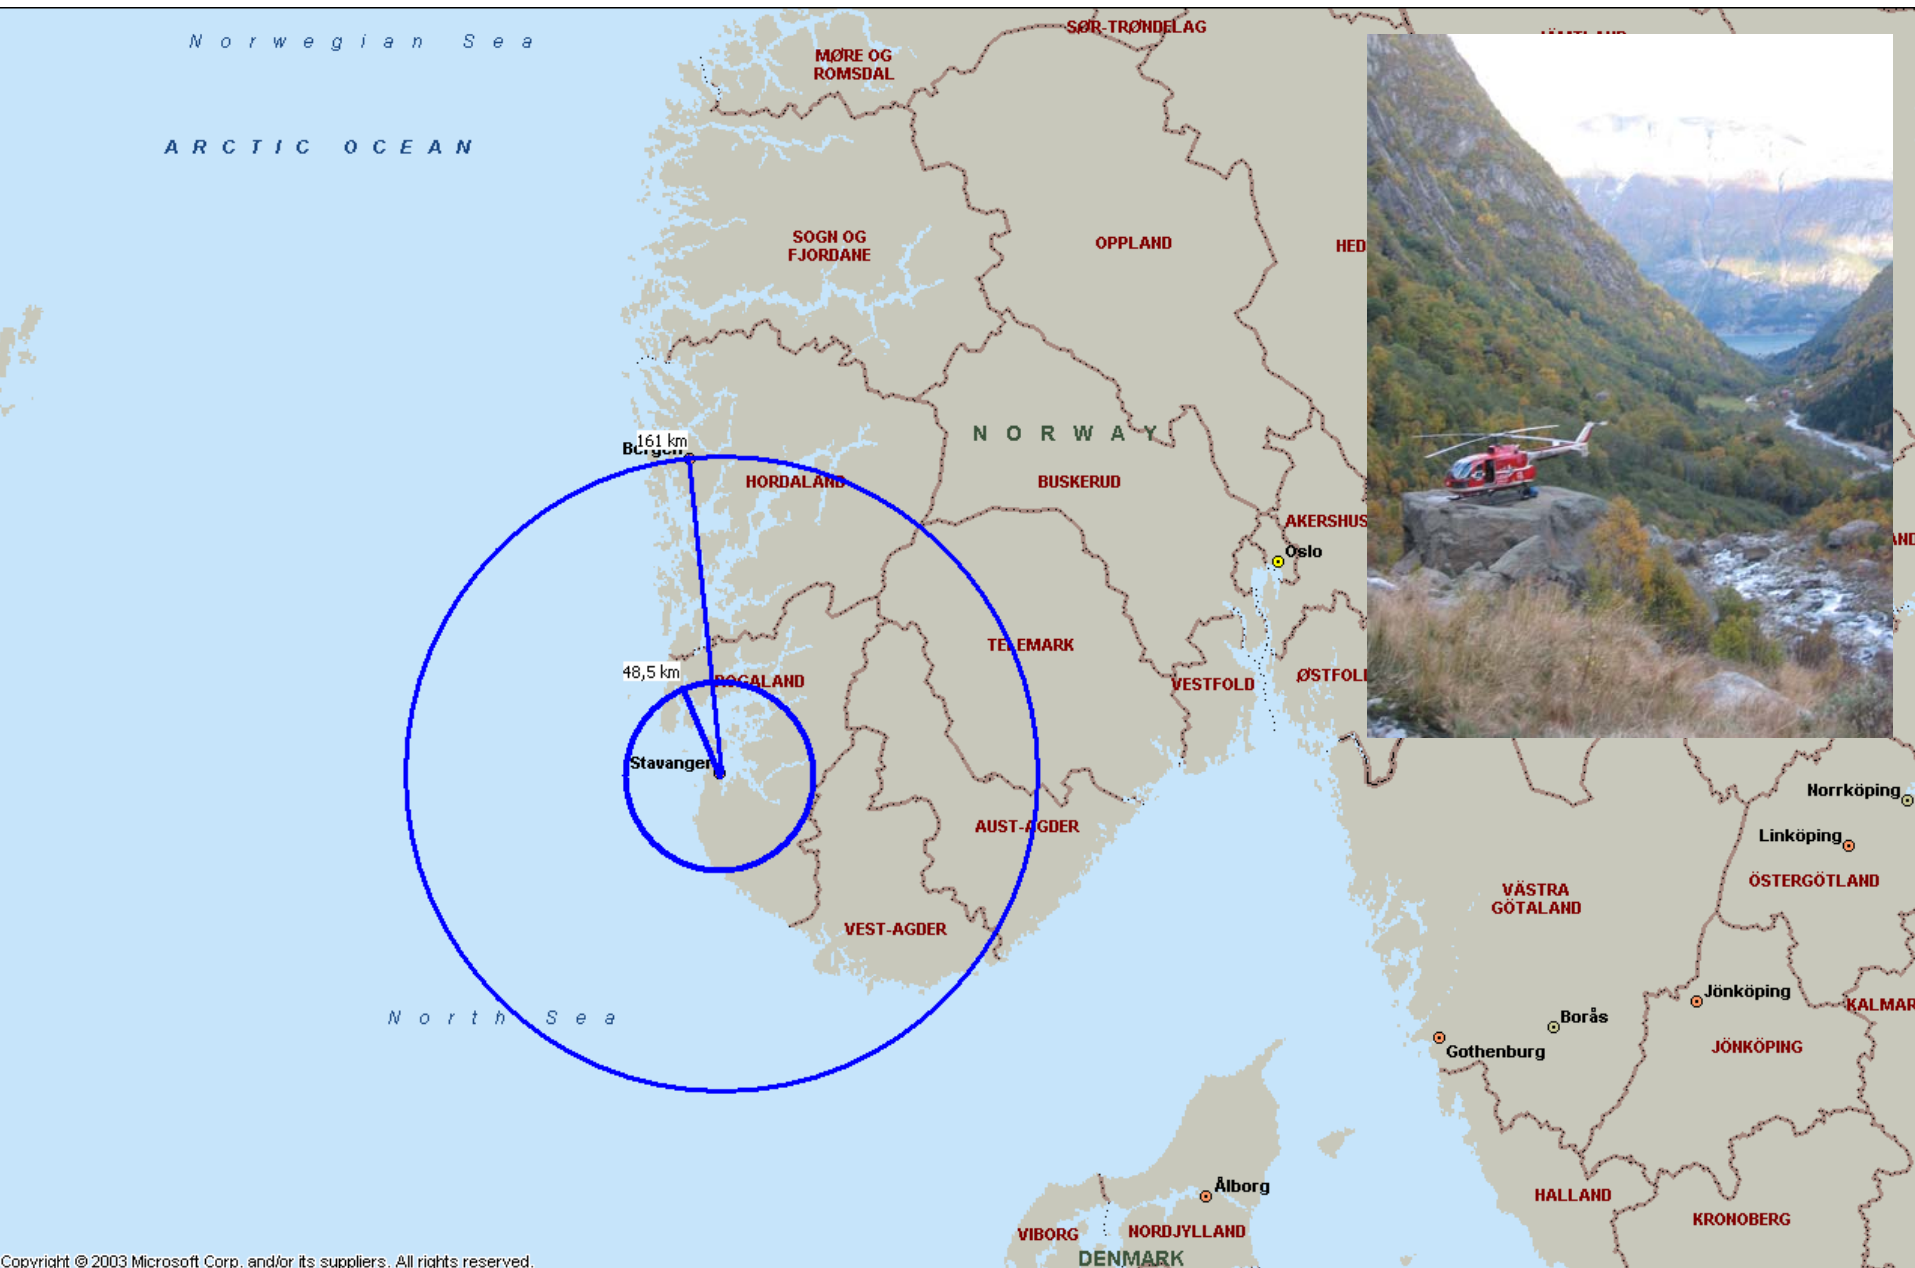 Norwegian Sea
SØR-TRØNDELAG
MØRE OG
ROMSDAL
ARCTIC OCEAN
SOGN OG
FJORDANE
OPPLAND
HED
NORWAY
161 km
Bergen
HORDALAND
BUSKERUD
AKERSHUS
Oslo
TELEMARK
48,5 km
ROGALAND
VESTFOLD
ØSTFOL
Stavanger
Norrköping
AUST-AGDER
Linköping
ÖSTERGÖTLAND
VÄSTRA
GÖTALAND
VEST-AGDER
Jönköping
KALMAR
North Sea
Borås
Gothenburg
JÖNKÖPING
Ålborg
HALLAND
KRONOBERG
VIBORG
NORDJYLLAND
DENMARK
Copyright © 2003 Microsoft Corp. and/or its suppliers. All rights reserved.